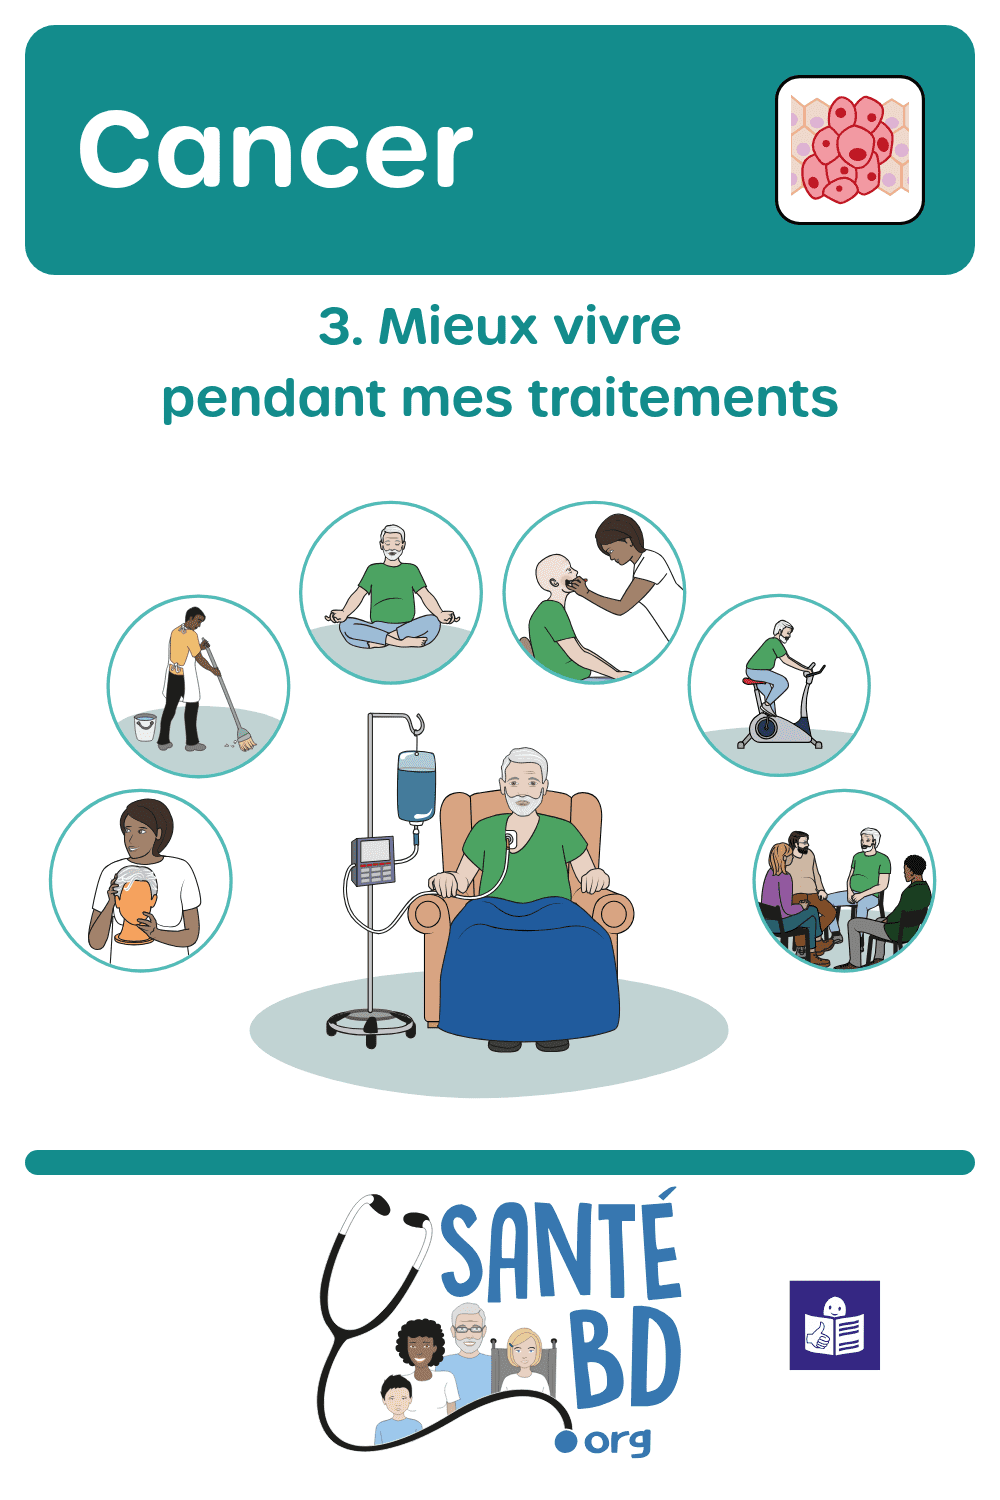 Cancer
3. Mieux vivre
pendant mes traitements
SANTÉ
BD
.org